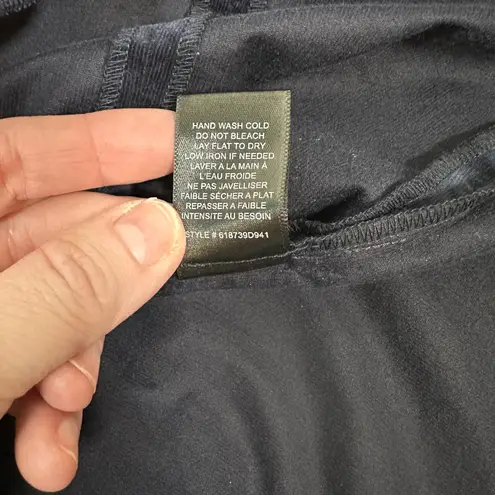 HAND WASH COLD
DO NOT BLEACH
LAY FLAT TO DRY
LOW IRON IF NEEDED
LAVER A LA MAIN À
L'EAU FROIDE
NE PAS JAVELLISER
FAIBLE SÉCHER A PLAT
REPASSER A FAIBLE
INTENSITE AU BESOIN
STYLE # 618739D941